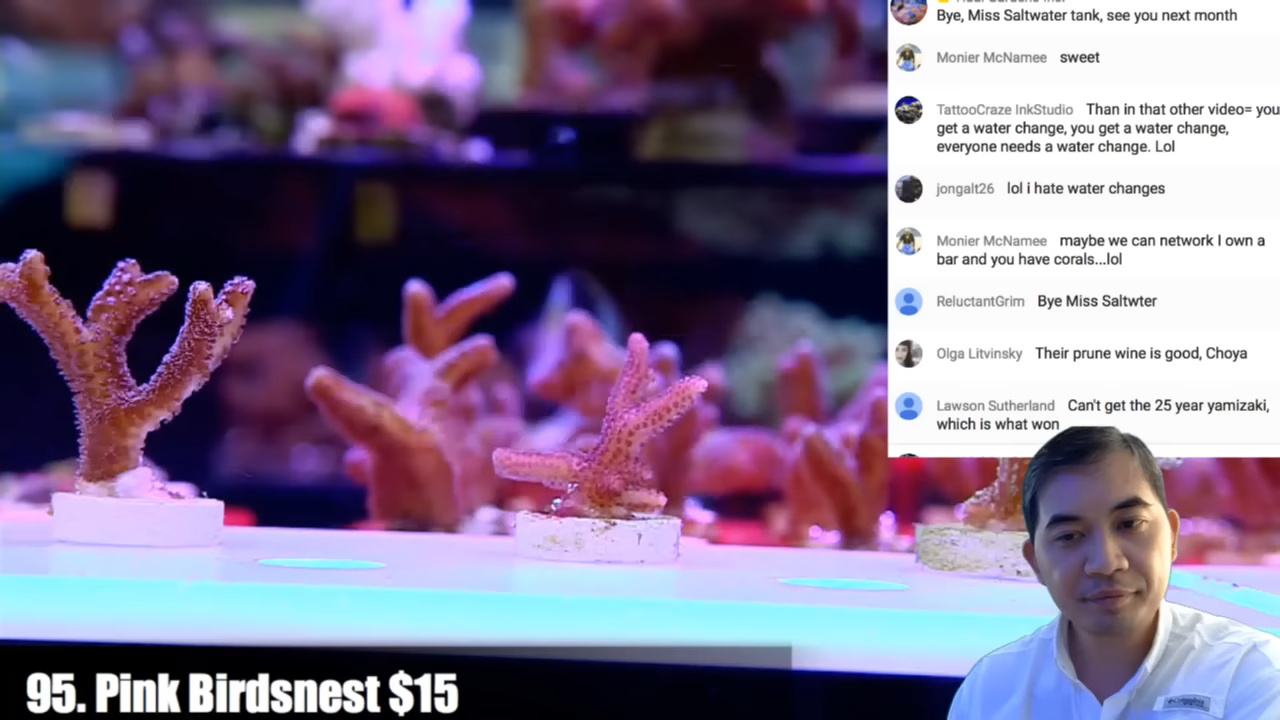 Bye, Miss Saltwater tank, see you next month
Monier McNamee sweet
TattooCraze InkStudio Than in that other video= you
get a water change, you get a water change,
everyone needs a water change. Lol
jongalt26 lol i hate water changes
Monier McNamee maybe we can network I own a
bar and you have corals...lol
ReluctantGrim Bye Miss Saltwter
Olga Litvinsky Their prune wine is good, Choya
Lawson Sutherland Can't get the 25 year yamizaki,
which is what won
95. Pink Birdsnest $15